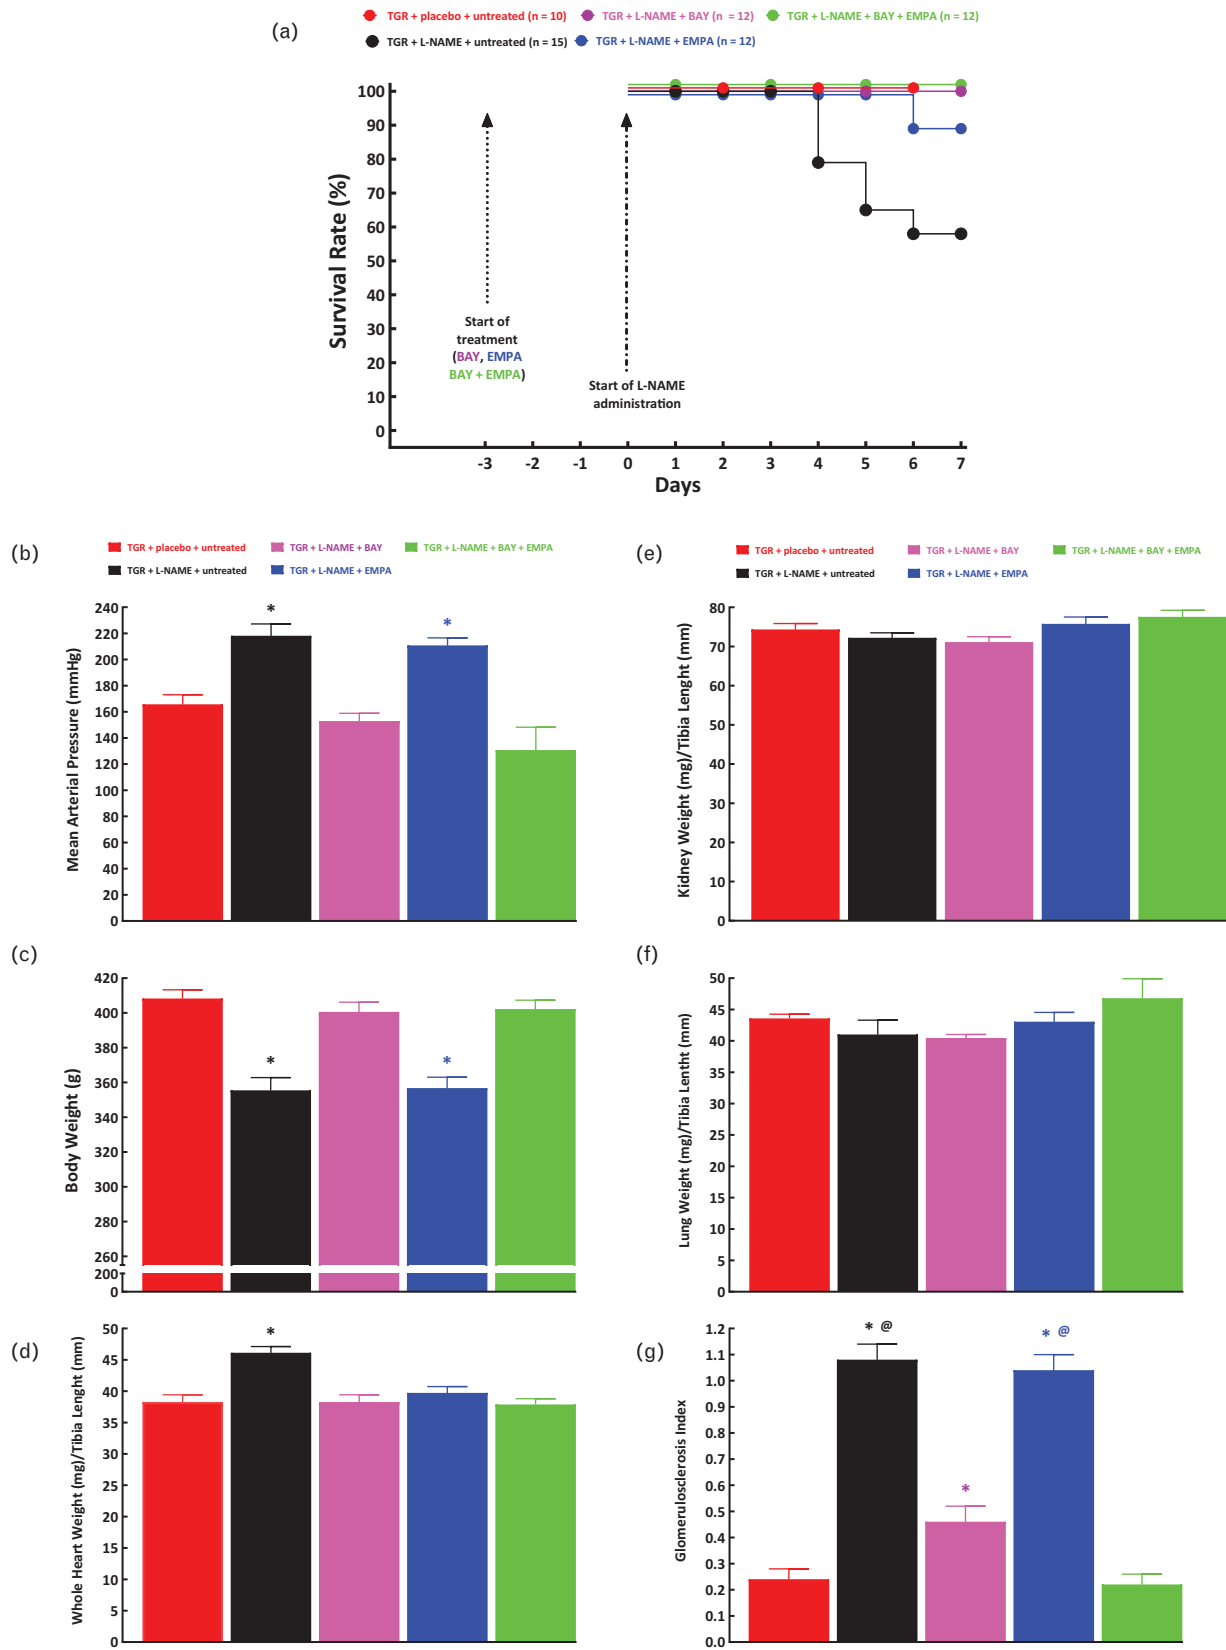 (a)
TGR + placebo + untreated (n = 10) TGR + L-NAME + BAY (n = 12) TGR + L-NAME + BAY + EMPA (n = 12)
TGR + L-NAME + untreated (n = 15) TGR + L-NAME + EMPA (n = 12)
Survival Rate (%)
100
90
80
70
60
50
40
30
20
10
0
Start of
treatment
(BAY, EMPA
BAY + EMPA)
Start of L-NAME
administration
-3 -2 -1 0 1 2 3 4 5 6 7
Days
(b)
TGR + placebo + untreated TGR + L-NAME + BAY TGR + L-NAME + BAY + EMPA
TGR + L-NAME + untreated TGR + L-NAME + EMPA
Mean Arterial Pressure (mmHg)
240
220
200
180
160
140
120
100
80
60
40
20
0
* *
(e)
TGR + placebo + untreated TGR + L-NAME + BAY TGR + L-NAME + BAY + EMPA
TGR + L-NAME + untreated TGR + L-NAME + EMPA
Kidney Weight (mg)/Tibia Lenght (mm)
80
70
60
50
40
30
20
10
0
(c)
Body Weight (g)
420
400
380
360
340
320
300
280
260
200
0
* *
(f)
Lung Weight (mg)/Tibia Lentht (mm)
50
45
40
35
30
25
20
15
10
5
0
(d)
Whole Heart Weight (mg)/Tibia Lenght (mm)
50
45
40
35
30
25
20
15
10
5
0
*
(g)
Glomerulosclerosis Index
1.2
1.1
1.0
0.9
0.8
0.7
0.6
0.5
0.4
0.3
0.2
0.1
0.0
* @ * * @